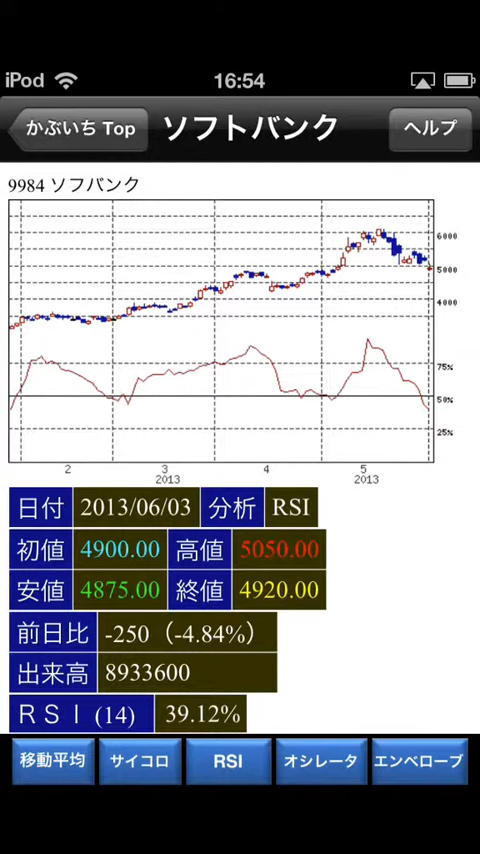 iPod 16:54
かぶいち Top ソフトバンク ヘルプ
9984 ソフバンク
6000
5000
4000
75%
50%
25%
2 3 4 5
2013 2013
日付 2013/06/03 分析 RSI
初値 4900.00 高値 5050.00
安値 4875.00 終値 4920.00
前日比 -250（-4.84%）
出来高 8933600
ＲＳＩ(14) 39.12%
移動平均 サイコロ RSI オシレータ エンベロープ